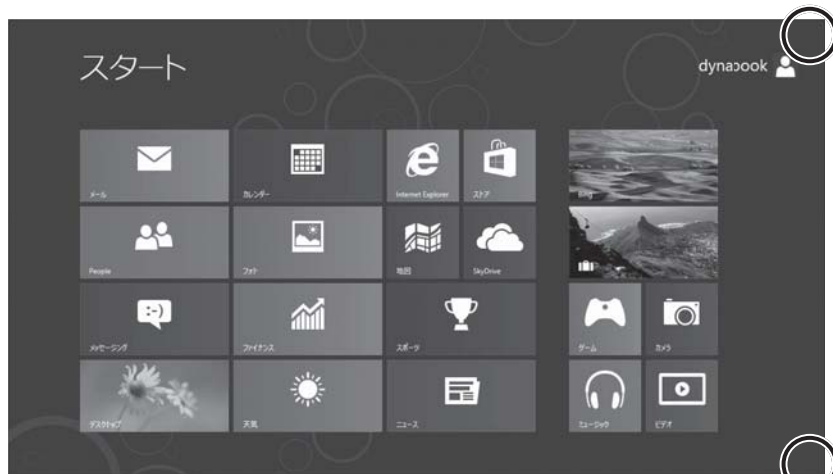 スタート
dynabook
メール
カレンダー
Internet Explorer
ストア
Bing
People
フォト
地図
SkyDrive
メッセージング
ファイナンス
スポーツ
ゲーム
カメラ
デスクトップ
天気
ニュース
ミュージック
ビデオ